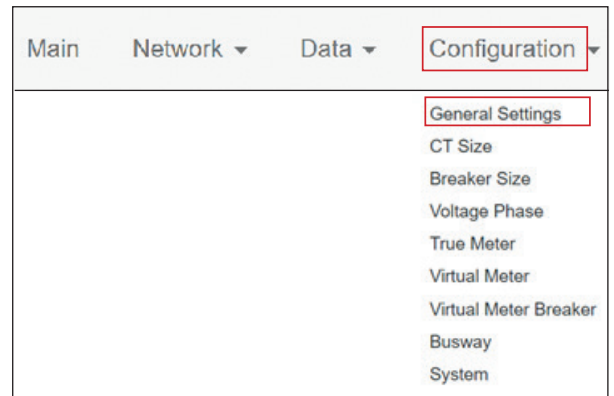 Main Network Data Configuration
General Settings
CT Size
Breaker Size
Voltage Phase
True Meter
Virtual Meter
Virtual Meter Breaker
Busway
System